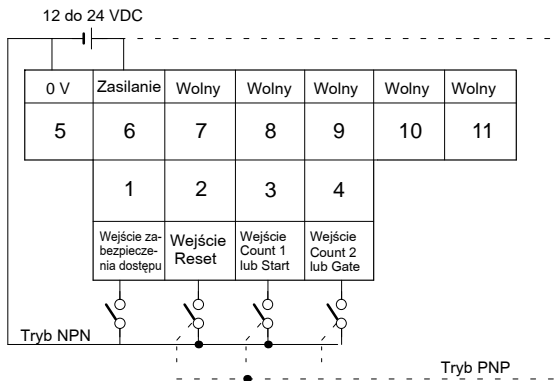 12 do 24 VDC
0 V Zasilanie Wolny Wolny Wolny Wolny Wolny
5 6 7 8 9 10 11
1 2 3 4
Wejście za-
bezpiecze-
nia dostępu
Wejście
Reset
Wejście
Count 1
lub Start
Wejście
Count 2
lub Gate
Tryb NPN
Tryb PNP